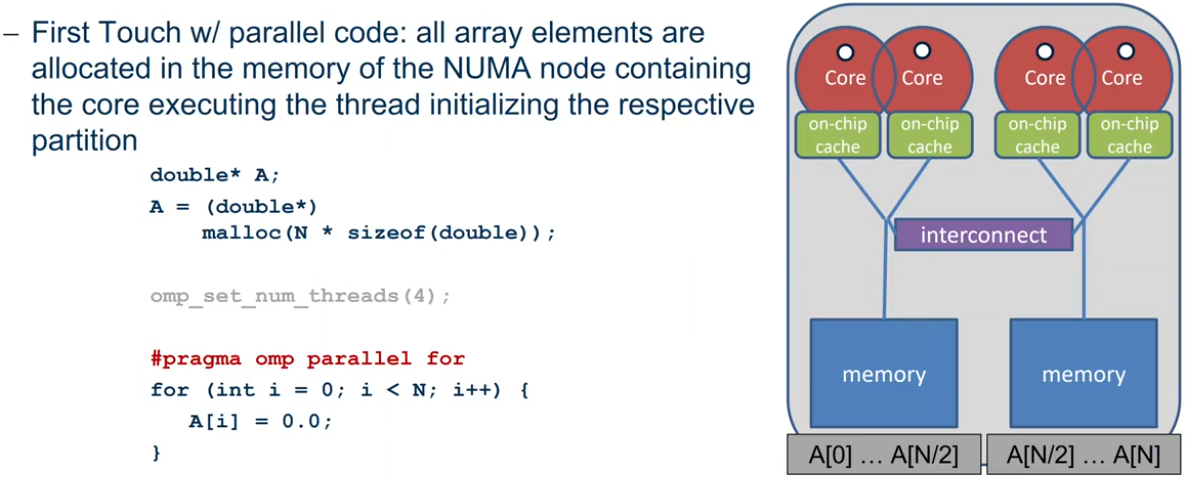 – First Touch w/ parallel code: all array elements are
allocated in the memory of the NUMA node containing
the core executing the thread initializing the respective
partition
double* A;
A = (double*)
malloc(N * sizeof(double));
omp_set_num_threads(4);
#pragma omp parallel for
for (int i = 0; i < N; i++) {
A[i] = 0.0;
}
Core Core Core Core
on-chip on-chip on-chip on-chip
cache cache cache cache
interconnect
memory memory
A[0] … A[N/2] A[N/2] … A[N]